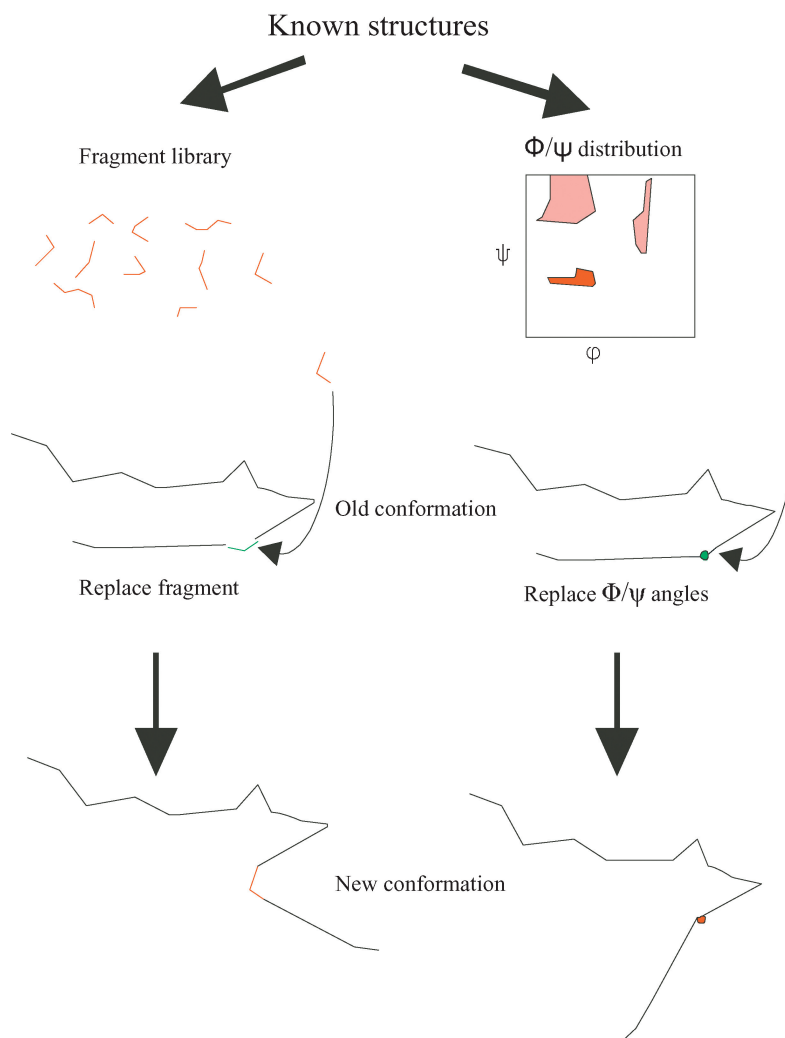 Known structures
Fragment library
Φ/ψ distribution
ψ
φ
Old conformation
Replace fragment
Replace Φ/ψ angles
New conformation